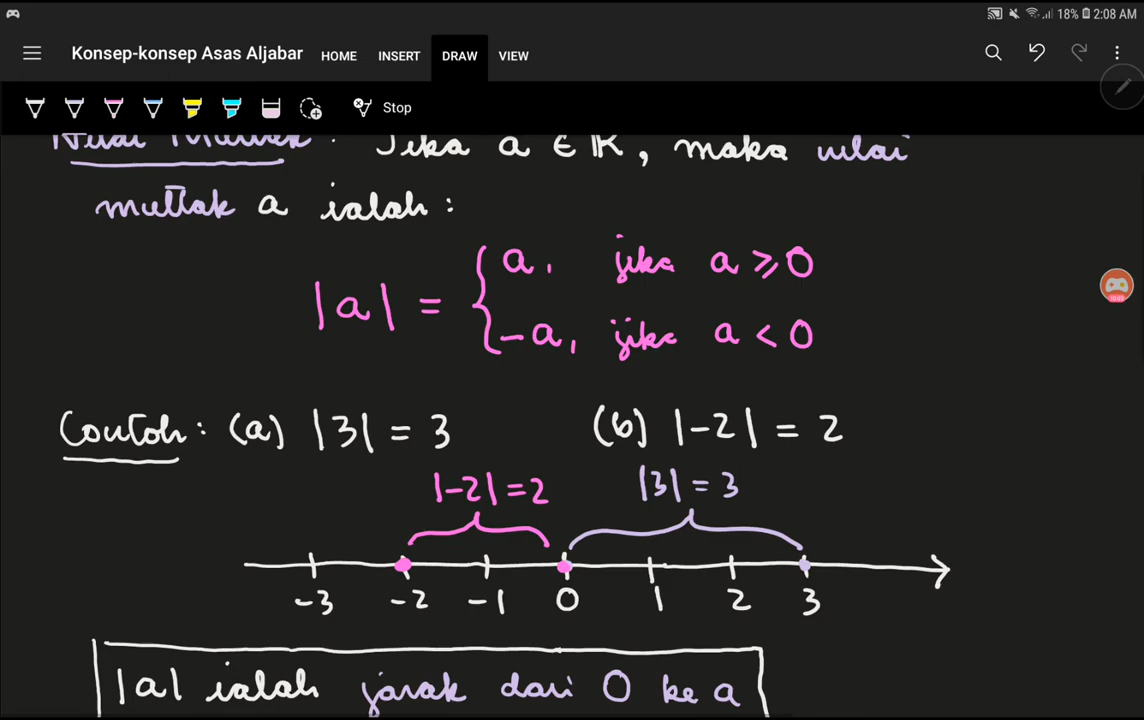 18% 2:08 AM
Konsep-konsep Asas Aljabar HOME INSERT DRAW VIEW
Stop
Nilai Mutlak : Jika a ∈ ℝ, maka nilai
mutlak a ialah :
|a| = { a, jika a ≥ 0
-a, jika a < 0
Contoh : (a) |3| = 3 (b) |-2| = 2
|-2| = 2 |3| = 3
-3 -2 -1 0 1 2 3
|a| ialah jarak dari 0 ke a